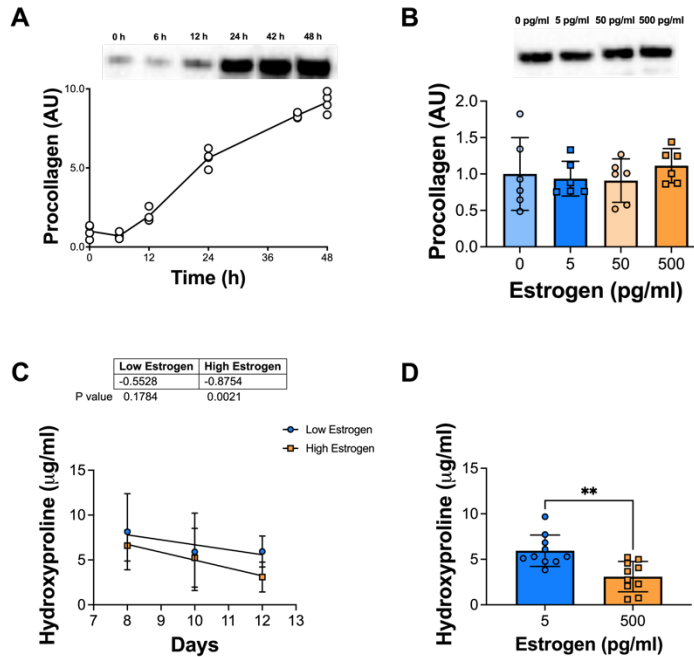 A
0 h 6 h 12 h 24 h 42 h 48 h
Procollagen (AU)
10.0
5.0
0.0
0 12 24 36 48
Time (h)
B
0 pg/ml 5 pg/ml 50 pg/ml 500 pg/ml
Procollagen (AU)
2.0
1.5
1.0
0.5
0.0
0 5 50 500
Estrogen (pg/ml)
C
Low Estrogen High Estrogen
-0.5528 -0.8754
P value 0.1784 0.0021
Low Estrogen
High Estrogen
Hydroxyproline (μg/ml)
15
10
5
0
7 8 9 10 11 12 13
Days
D
Hydroxyproline (μg/ml)
15
10
5
0
**
5 500
Estrogen (pg/ml)